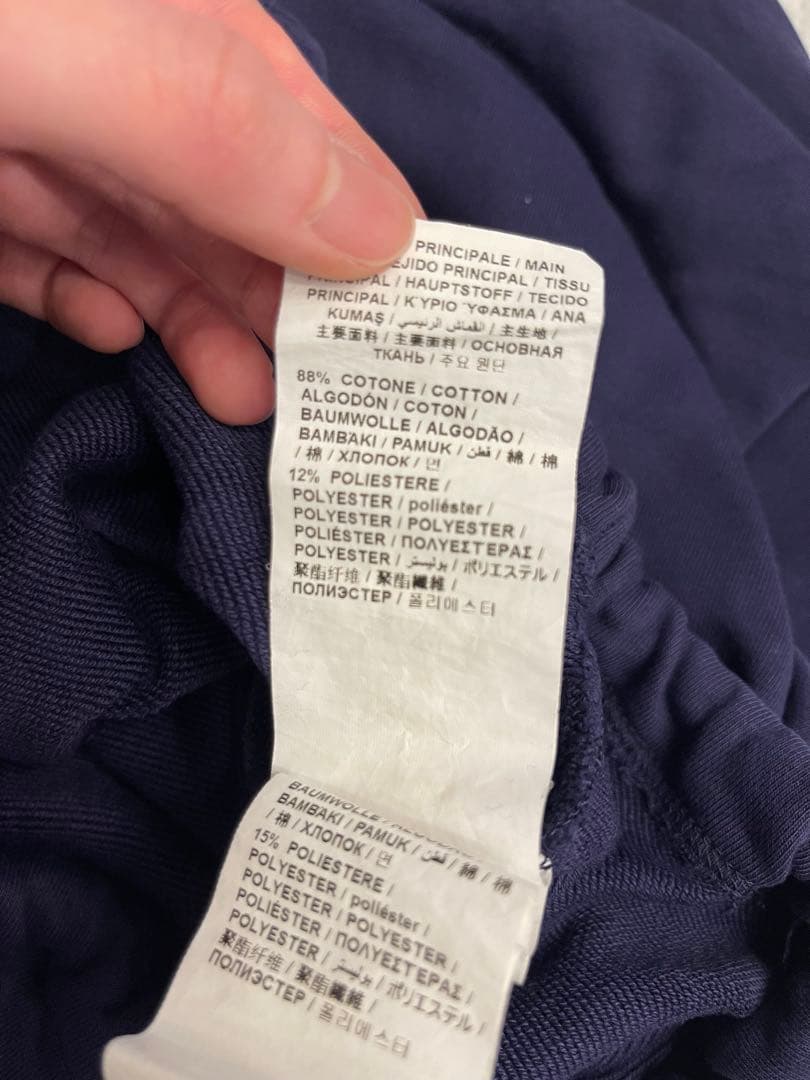 PRINCIPALE / MAIN
EJIDO PRINCIPAL / TISSU
PRINCIPAL / HAUPTSTOFF / TECIDO
PRINCIPAL / ΚΎΡΙΟ ΎΦΑΣΜΑ / ANA
KUMAŞ / القماش الرئيسي / 主生地 /
主要面料 / 主要面料 / ОСНОВНАЯ
ТКАНЬ / 주요 원단
88% COTONE / COTTON /
ALGODÓN / COTON /
BAUMWOLLE / ALGODÃO /
BAMBAKI / PAMUK / قطن / 綿 / 棉
/ 棉 / ХЛОПОК / 면
12% POLIESTERE /
POLYESTER / poliéster /
POLYESTER / POLYESTER /
POLIÉSTER / ΠΟΛΥΕΣΤΕΡΑΣ /
POLYESTER / بوليستر / ポリエステル /
聚酯纤维 / 聚酯纖維 /
ПОЛИЭСТЕР / 폴리에스터
BAUMWOLLE /
BAMBAKI / PAMUK / قطن / 綿 / 棉
/ 棉 / ХЛОПОК / 면
15% POLIESTERE /
POLYESTER / poliéster /
POLYESTER / POLYESTER /
POLIÉSTER / ΠΟΛΥΕΣΤΕΡΑΣ /
POLYESTER / بوليستر / ポリエステル /
聚酯纤维 / 聚酯纖維 /
ПОЛИЭСТЕР / 폴리에스터